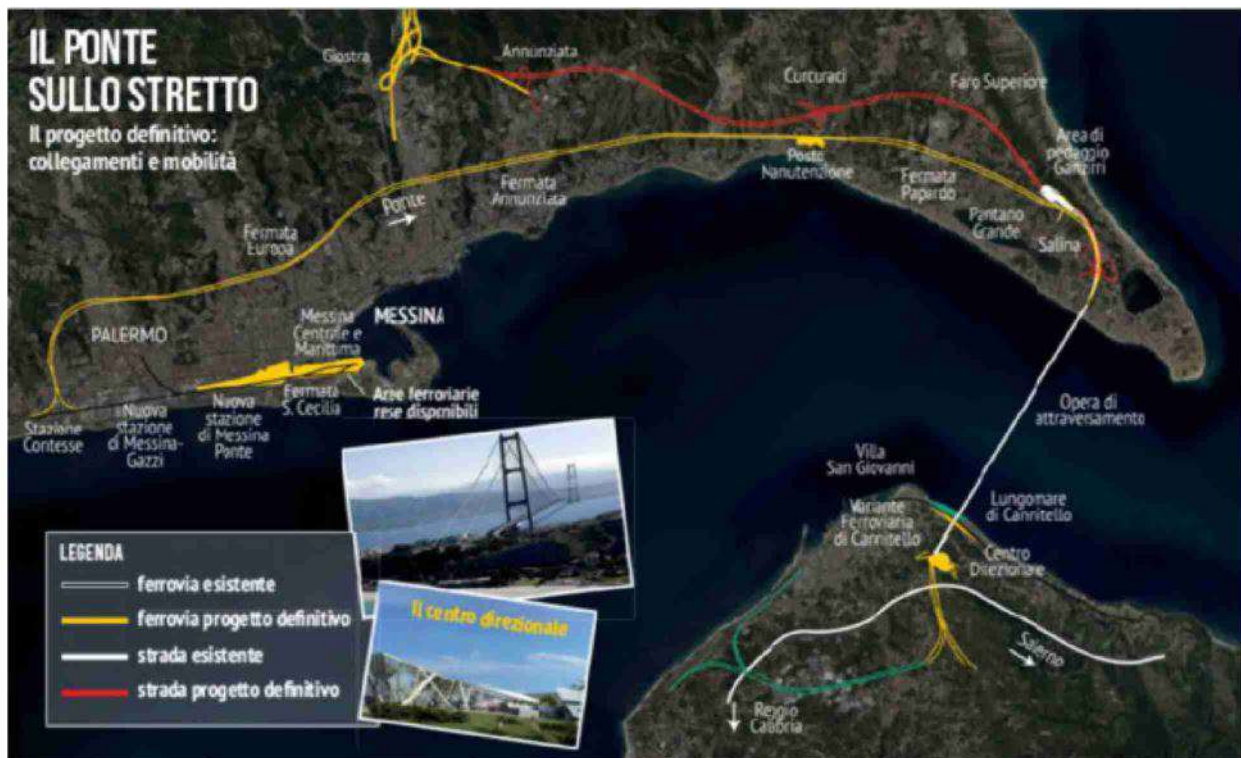 IL PONTE
SULLO STRETTO
Il progetto definitivo:
collegamenti e mobilità
Giostra
Annunziata
Curcuraci
Faro Superiore
Area di
pedaggio
Ganzirri
Posto
Nanutenzione
Fermata
Papardo
Pantano
Grande
Salina
Fermata
Annunziata
Ponte
Fermata
Europa
PALERMO
Messina
Centrale e
Marittima
MESSINA
Aree ferroriarie
rese disponibili
Fermata
S. Cecilia
Nuova
stazione
di Messina
Ponte
Nuova
stazione
di Messina-
Gazzi
Stazione
Contesse
Opera di
attraversamento
Villa
San Giovanni
Variante
Ferroriaria
di Cannitello
Lungomare
di Cannitello
Centro
Direzionale
Salerno
Reggio
Calabria
Il centro direzionale
LEGENDA
ferrovia esistente
ferrovia progetto definitivo
strada esistente
strada progetto definitivo